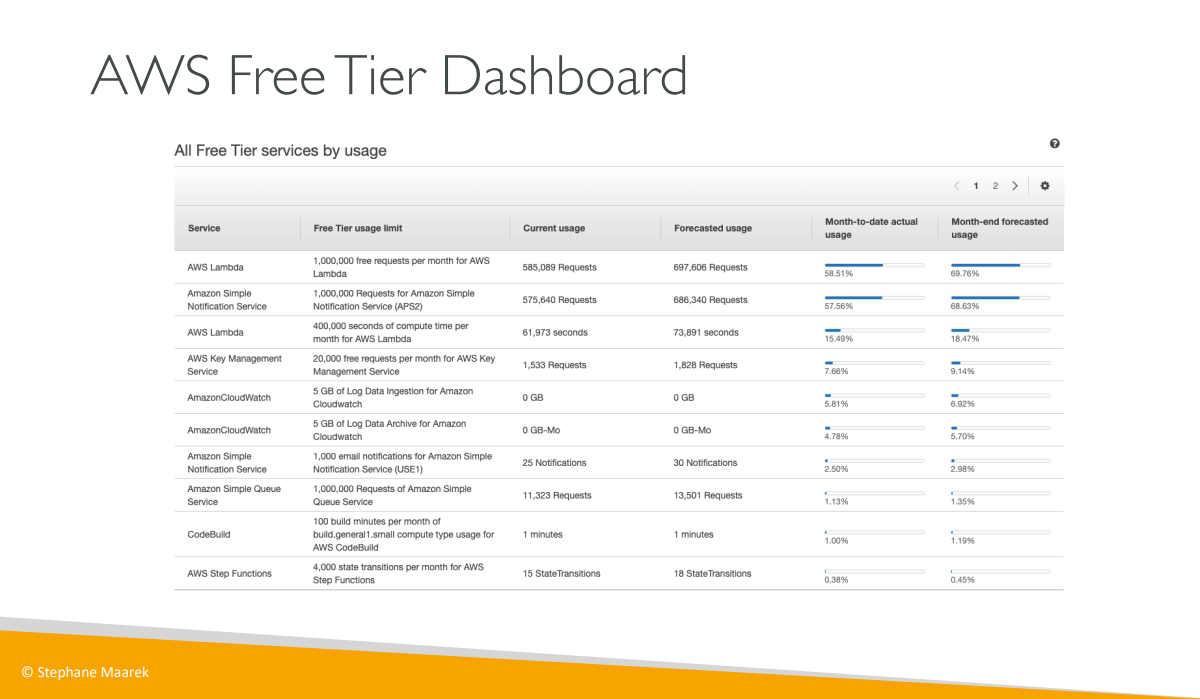 AWS Free Tier Dashboard
All Free Tier services by usage
1 2
Service Free Tier usage limit Current usage Forecasted usage Month-to-date actual usage Month-end forecasted usage
AWS Lambda 1,000,000 free requests per month for AWS Lambda 585,089 Requests 697,606 Requests 58.51% 69.76%
Amazon Simple Notification Service 1,000,000 Requests for Amazon Simple Notification Service (APS2) 575,640 Requests 686,340 Requests 57.56% 68.63%
AWS Lambda 400,000 seconds of compute time per month for AWS Lambda 61,973 seconds 73,891 seconds 15.49% 18.47%
AWS Key Management Service 20,000 free requests per month for AWS Key Management Service 1,533 Requests 1,828 Requests 7.66% 9.14%
AmazonCloudWatch 5 GB of Log Data Ingestion for Amazon Cloudwatch 0 GB 0 GB 5.81% 6.92%
AmazonCloudWatch 5 GB of Log Data Archive for Amazon Cloudwatch 0 GB-Mo 0 GB-Mo 4.78% 5.70%
Amazon Simple Notification Service 1,000 email notifications for Amazon Simple Notification Service (USE1) 25 Notifications 30 Notifications 2.50% 2.98%
Amazon Simple Queue Service 1,000,000 Requests of Amazon Simple Queue Service 11,323 Requests 13,501 Requests 1.13% 1.35%
CodeBuild 100 build minutes per month of build.general1.small compute type usage for AWS CodeBuild 1 minutes 1 minutes 1.00% 1.19%
AWS Step Functions 4,000 state transitions per month for AWS Step Functions 15 StateTransitions 18 StateTransitions 0.38% 0.45%
© Stephane Maarek